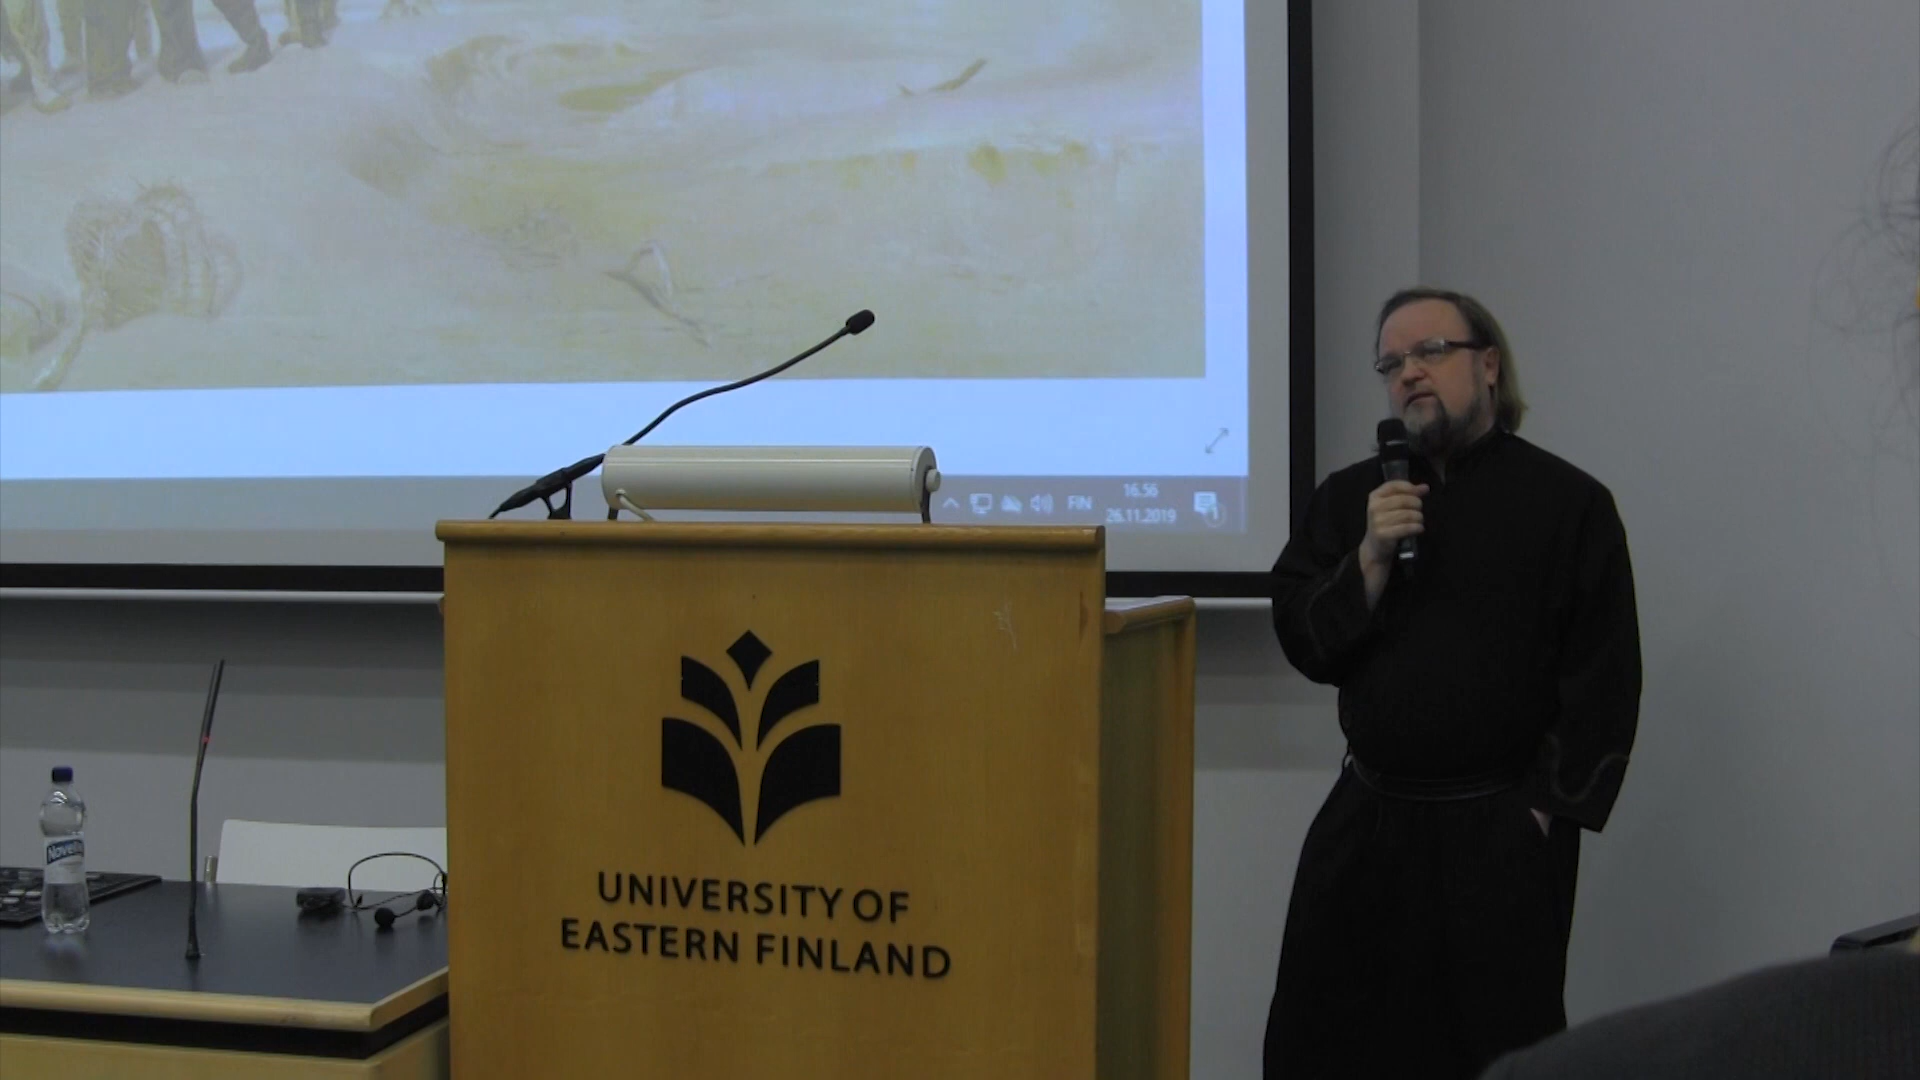 FIN
16.56
26.11.2019
Novelle
UNIVERSITY OF
EASTERN FINLAND